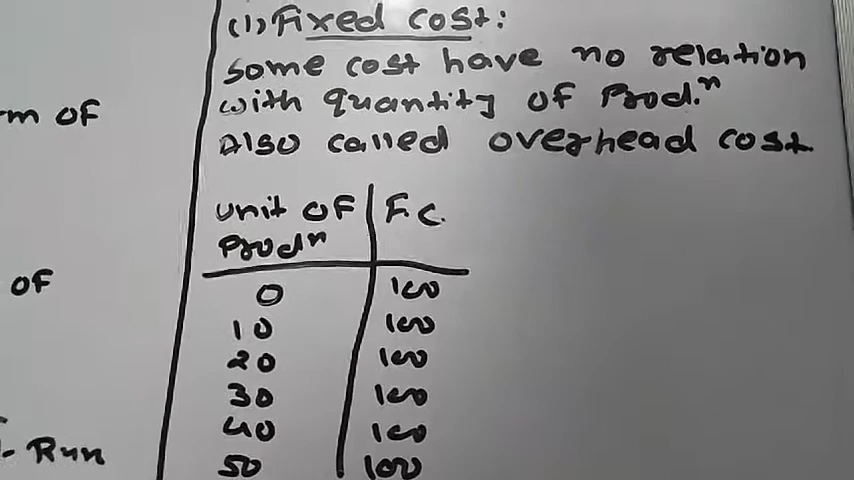 (1) Fixed cost:
some cost have no relation
with quantity of Prod.ⁿ
Also called overhead cost
-m of
unit of Prodⁿ | F.C.
0 | 100
of
10 | 100
20 | 100
30 | 100
40 | 100
- Run
50 | 100